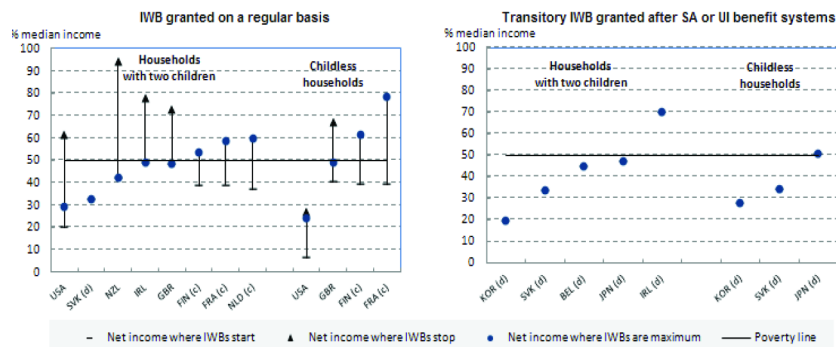 IWB granted on a regular basis
% median income
Households
with two children
Childless
households
100
90
80
70
60
50
40
30
20
10
0
USA
SVK (d)
NZL
IRL
GBR
FIN (c)
FRA (c)
NLD (c)
USA
GBR
FIN (c)
FRA (c)
Transitory IWB granted after SA or UI benefit systems
% median income
Households
with two children
Childless
households
100
90
80
70
60
50
40
30
20
10
0
KOR (d)
SVK (d)
BEL (d)
JPN (d)
IRL (d)
KOR (d)
SVK (d)
JPN (d)
Net income where IWBs start
Net income where IWBs stop
Net income where IWBs are maximum
Poverty line